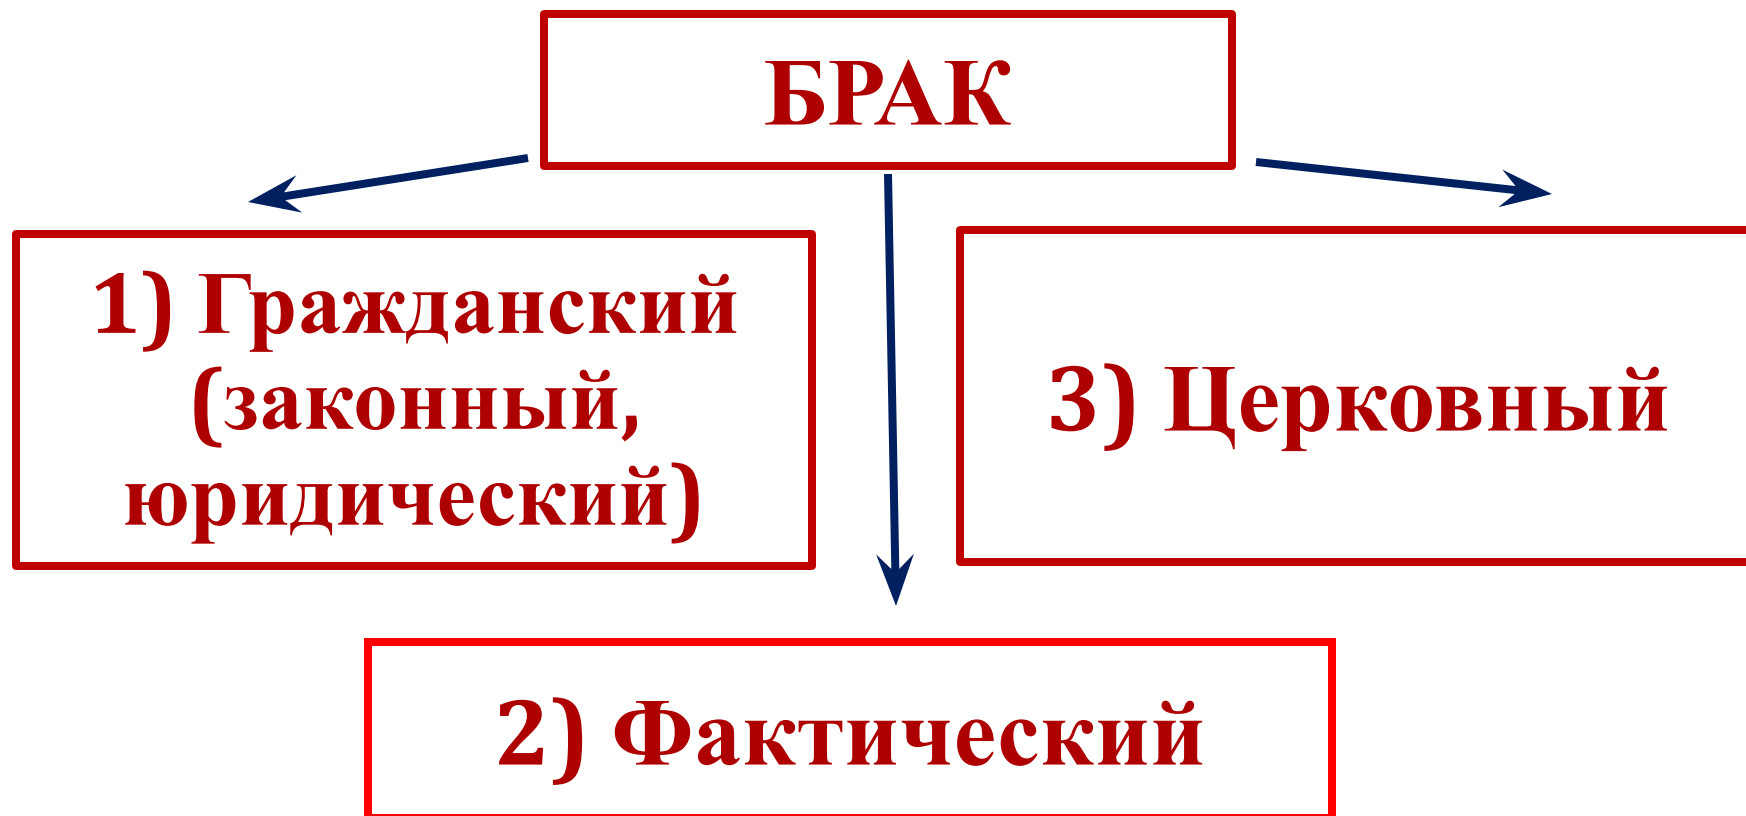 БРАК
1) Гражданский
(законный,
юридический)
3) Церковный
2) Фактический